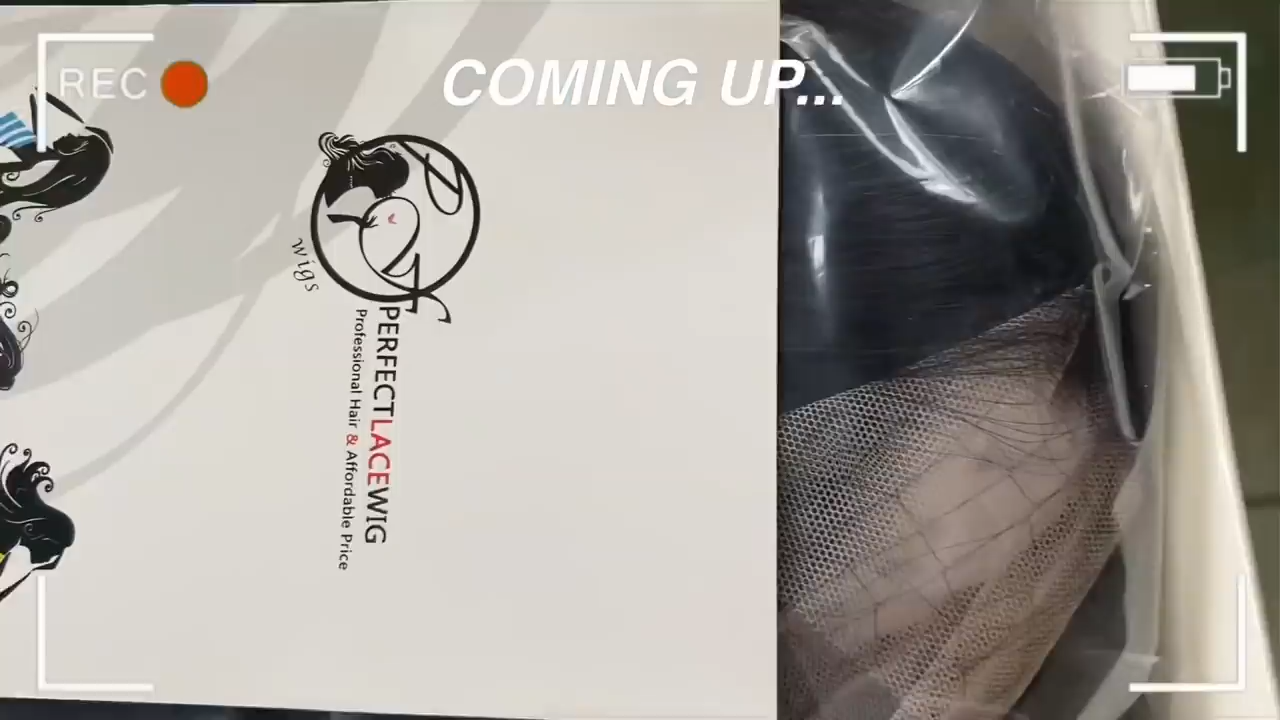 REC
COMING UP...
wigs
PERFECTLACEWIG
Professional Hair & Affordable Price